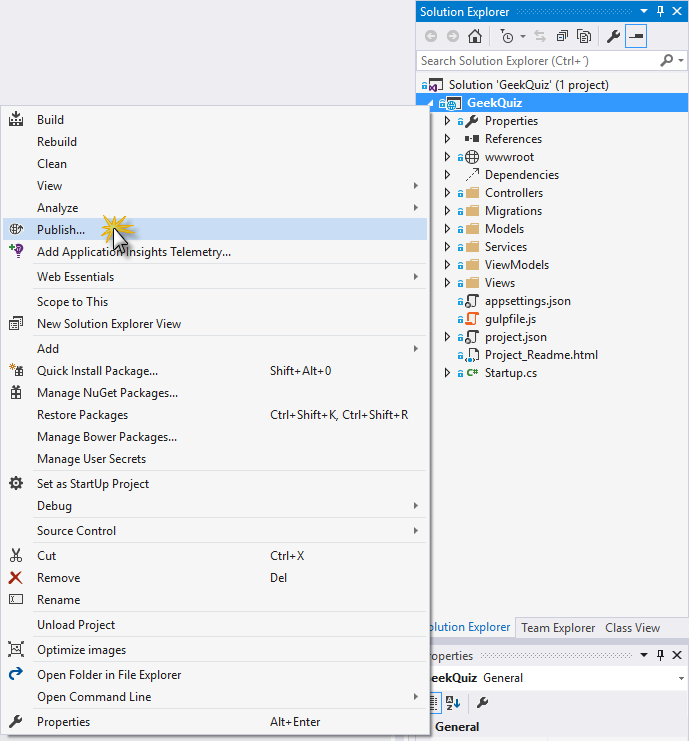 Solution Explorer
Search Solution Explorer (Ctrl+´)
Solution 'GeekQuiz' (1 project)
GeekQuiz
Properties
References
wwwroot
Dependencies
Controllers
Migrations
Models
Services
ViewModels
Views
appsettings.json
gulpfile.js
project.json
Project_Readme.html
C# Startup.cs
Build
Rebuild
Clean
View
Analyze
Publish...
Add Application Insights Telemetry...
Web Essentials
Scope to This
New Solution Explorer View
Add
Quick Install Package... Shift+Alt+0
Manage NuGet Packages...
Restore Packages Ctrl+Shift+K, Ctrl+Shift+R
Manage Bower Packages...
Manage User Secrets
Set as StartUp Project
Debug
Source Control
Cut Ctrl+X
Remove Del
Rename
Unload Project
Optimize images
Open Folder in File Explorer
Open Command Line
Properties Alt+Enter
olution Explorer Team Explorer Class View
operties
eekQuiz General
General